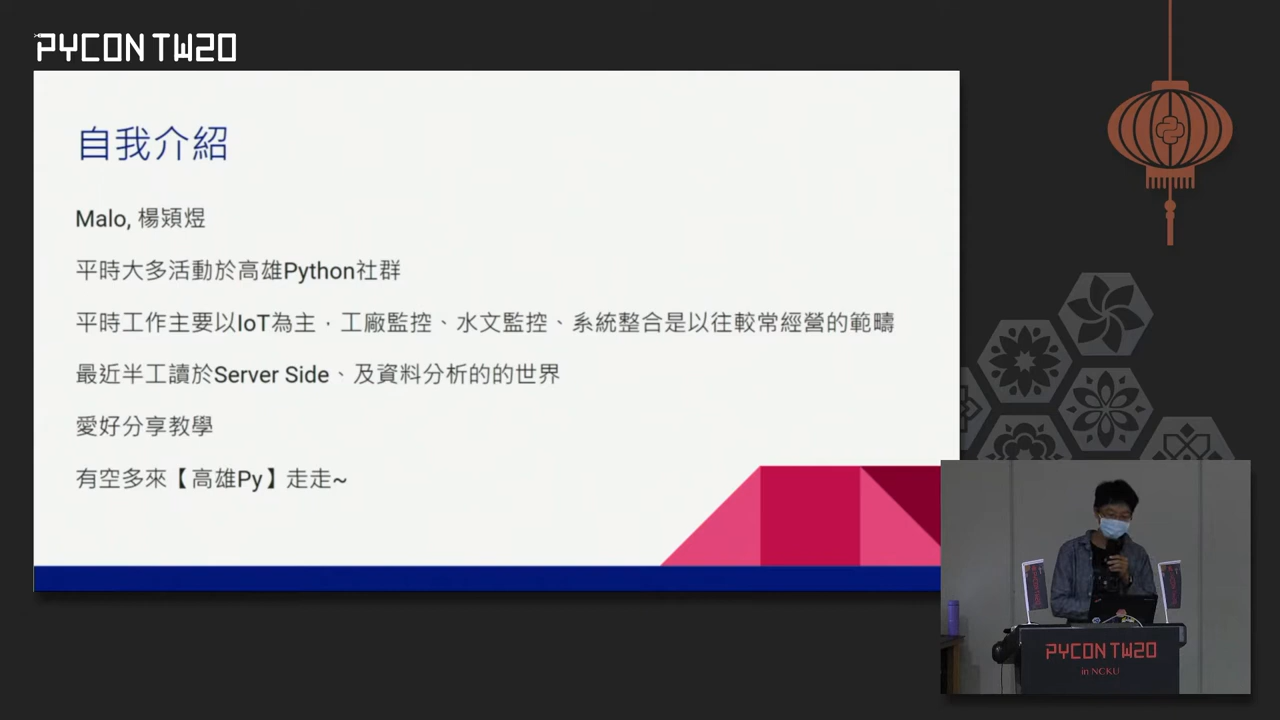 PYCON TW20
自我介紹
Malo, 楊穎煜
平時大多活動於高雄Python社群
平時工作主要以IoT為主，工廠監控、水文監控、系統整合是以往較常經營的範疇
最近半工讀於Server Side、及資料分析的的世界
愛好分享教學
有空多來【高雄Py】走走~
PYCON TW20
in NCKU